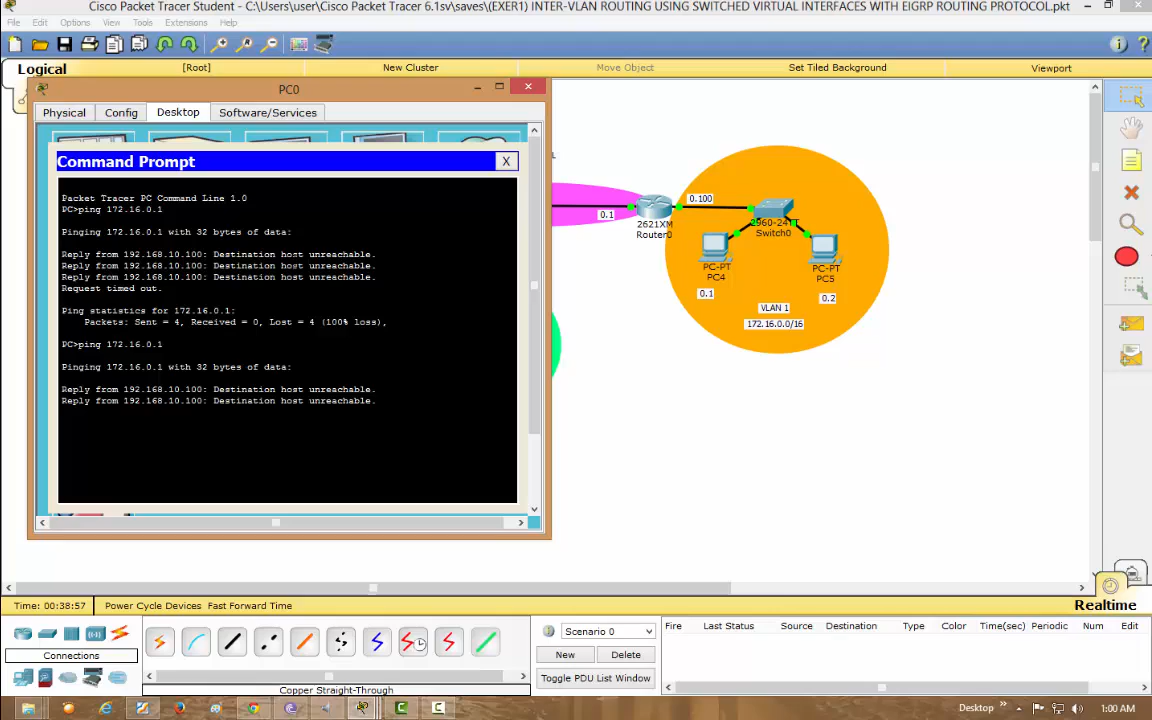 Cisco Packet Tracer Student - C:\Users\user\Cisco Packet Tracer 6.1sv\saves\(EXER1) INTER-VLAN ROUTING USING SWITCHED VIRTUAL INTERFACES WITH EIGRP ROUTING PROTOCOL.pkt
File Edit Options View Tools Extensions Help
Logical [Root] New Cluster Move Object Set Tiled Background Viewport
PC0
Physical Config Desktop Software/Services
Command Prompt X
Packet Tracer PC Command Line 1.0
PC>ping 172.16.0.1
Pinging 172.16.0.1 with 32 bytes of data:
Reply from 192.168.10.100: Destination host unreachable.
Reply from 192.168.10.100: Destination host unreachable.
Reply from 192.168.10.100: Destination host unreachable.
Request timed out.
Ping statistics for 172.16.0.1:
Packets: Sent = 4, Received = 0, Lost = 4 (100% loss),
PC>ping 172.16.0.1
Pinging 172.16.0.1 with 32 bytes of data:
Reply from 192.168.10.100: Destination host unreachable.
Reply from 192.168.10.100: Destination host unreachable.
0.1
2621XM
Router0
0.100
2960-24TT
Switch0
PC-PT
PC4
0.1
PC-PT
PC5
0.2
VLAN 1
172.16.0.0/16
Time: 00:38:57 Power Cycle Devices Fast Forward Time
Realtime
Connections
Copper Straight-Through
Scenario 0
New Delete
Toggle PDU List Window
Fire Last Status Source Destination Type Color Time(sec) Periodic Num Edit
Desktop 1:00 AM